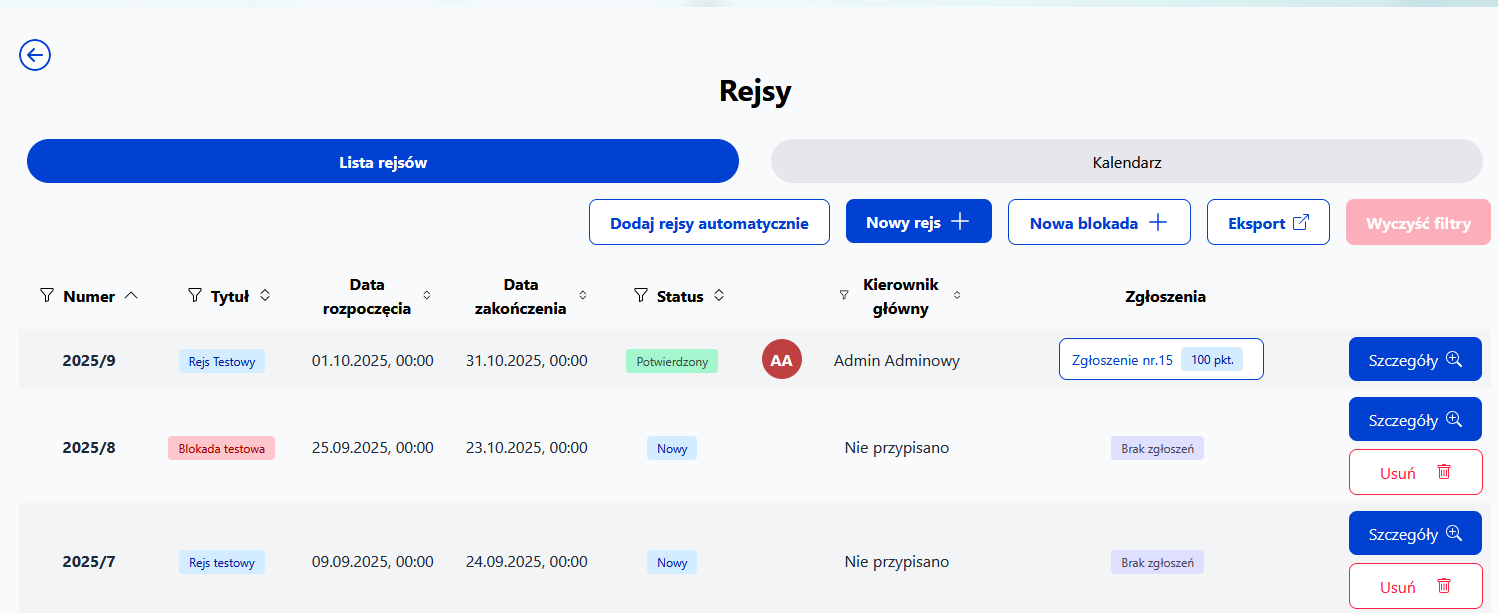 Rejsy
Lista rejsów
Kalendarz
Dodaj rejsy automatycznie
Nowy rejs
Nowa blokada
Eksport
Wyczyść filtry
Numer
Tytuł
Data
rozpoczęcia
Data
zakończenia
Status
Kierownik
główny
Zgłoszenia
2025/9
Rejs Testowy
01.10.2025, 00:00
31.10.2025, 00:00
Potwierdzony
AA
Admin Adminowy
Zgłoszenie nr.15
100 pkt.
Szczegóły
2025/8
Blokada testowa
25.09.2025, 00:00
23.10.2025, 00:00
Nowy
Nie przypisano
Brak zgłoszeń
Szczegóły
Usuń
2025/7
Rejs testowy
09.09.2025, 00:00
24.09.2025, 00:00
Nowy
Nie przypisano
Brak zgłoszeń
Szczegóły
Usuń